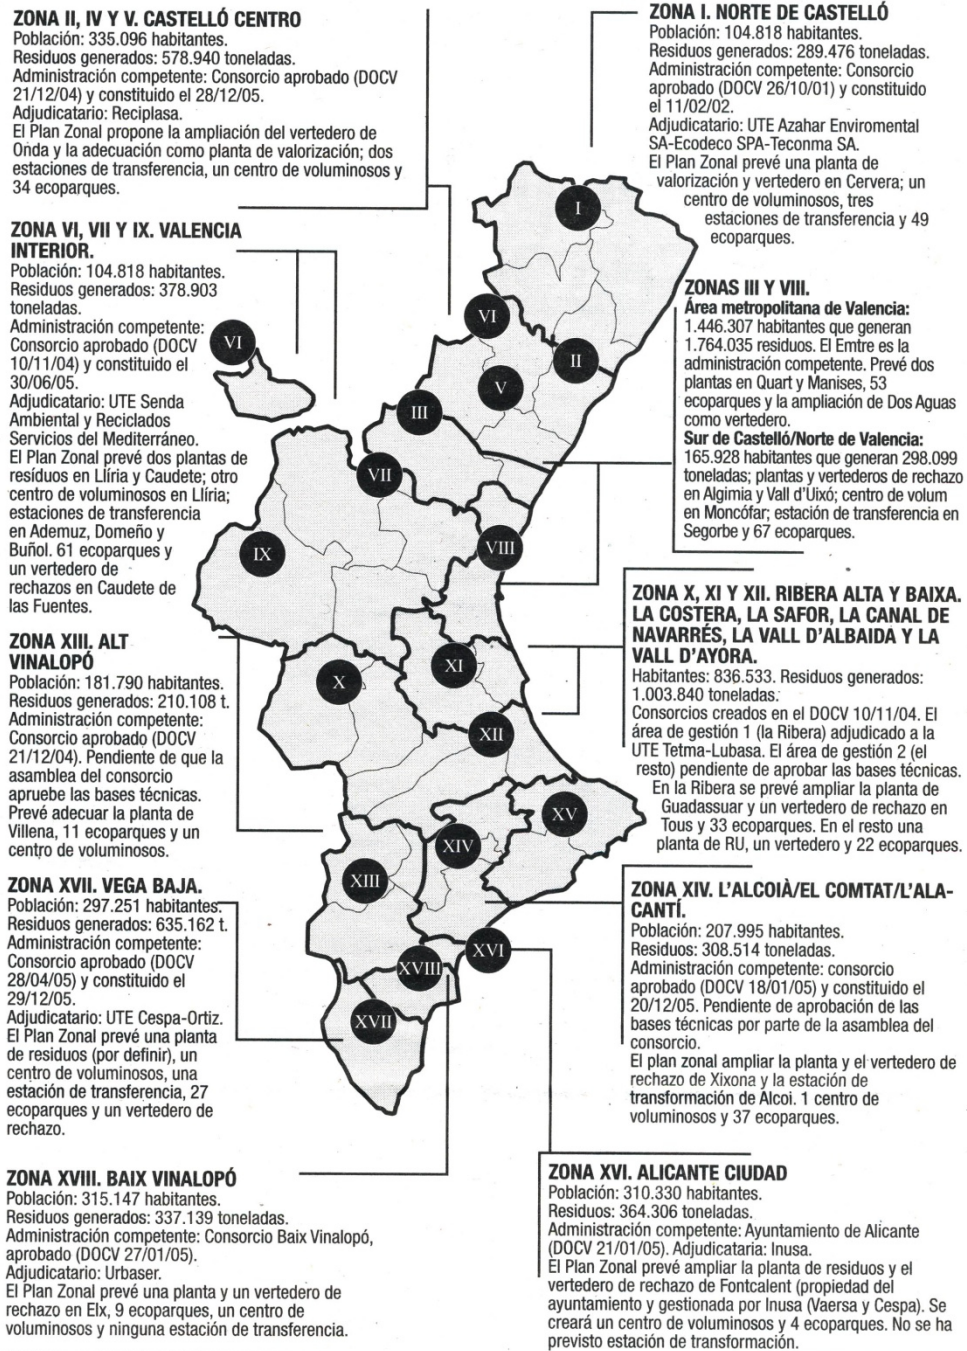 ZONA II, IV Y V. CASTELLÓ CENTRO
Población: 335.096 habitantes.
Residuos generados: 578.940 toneladas.
Administración competente: Consorcio aprobado (DOCV
21/12/04) y constituido el 28/12/05.
Adjudicatario: Reciplasa.
El Plan Zonal propone la ampliación del vertedero de
Onda y la adecuación como planta de valorización; dos
estaciones de transferencia, un centro de voluminosos y
34 ecoparques.
ZONA I. NORTE DE CASTELLÓ
Población: 104.818 habitantes.
Residuos generados: 289.476 toneladas.
Administración competente: Consorcio
aprobado (DOCV 26/10/01) y constituido
el 11/02/02.
Adjudicatario: UTE Azahar Enviromental
SA-Ecodeco SPA-Teconma SA.
El Plan Zonal prevé una planta de
valorización y vertedero en Cervera; un
centro de voluminosos, tres
estaciones de transferencia y 49
ecoparques.
ZONA VI, VII Y IX. VALENCIA
INTERIOR.
Población: 104.818 habitantes.
Residuos generados: 378.903
toneladas.
Administración competente:
Consorcio aprobado (DOCV
10/11/04) y constituido el
30/06/05.
Adjudicatario: UTE Senda
Ambiental y Reciclados
Servicios del Mediterráneo.
El Plan Zonal prevé dos plantas de
resíduos en Llíria y Caudete; otro
centro de voluminosos en Llíria;
estaciones de transferencia
en Ademuz, Domeño y
Buñol. 61 ecoparques y
un vertedero de
rechazos en Caudete de
las Fuentes.
ZONAS III Y VIII.
Área metropolitana de Valencia:
1.446.307 habitantes que generan
1.764.035 residuos. El Emtre es la
administración competente. Prevé dos
plantas en Quart y Manises, 53
ecoparques y la ampliación de Dos Aguas
como vertedero.
Sur de Castelló/Norte de Valencia:
165.928 habitantes que generan 298.099
toneladas; plantas y vertederos de rechazo
en Algimia y Vall d'Uixó; centro de volum
en Moncófar; estación de transferencia en
Segorbe y 67 ecoparques.
ZONA XIII. ALT
VINALOPÓ
Población: 181.790 habitantes.
Residuos generados: 210.108 t.
Administración competente:
Consorcio aprobado (DOCV
21/12/04). Pendiente de que la
asamblea del consorcio
apruebe las bases técnicas.
Prevé adecuar la planta de
Villena, 11 ecoparques y un
centro de voluminosos.
ZONA X, XI Y XII. RIBERA ALTA Y BAIXA.
LA COSTERA, LA SAFOR, LA CANAL DE
NAVARRÉS, LA VALL D'ALBAIDA Y LA
VALL D'AYORA.
Habitantes: 836.533. Residuos generados:
1.003.840 toneladas.
Consorcios creados en el DOCV 10/11/04. El
área de gestión 1 (la Ribera) adjudicado a la
UTE Tetma-Lubasa. El área de gestión 2 (el
resto) pendiente de aprobar las bases técnicas.
En la Ribera se prevé ampliar la planta de
Guadassuar y un vertedero de rechazo en
Tous y 33 ecoparques. En el resto una
planta de RU, un vertedero y 22 ecoparques.
ZONA XVII. VEGA BAJA.
Población: 297.251 habitantes.
Residuos generados: 635.162 t.
Administración competente:
Consorcio aprobado (DOCV
28/04/05) y constituido el
29/12/05.
Adjudicatario: UTE Cespa-Ortiz.
El Plan Zonal prevé una planta
de residuos (por definir), un
centro de voluminosos, una
estación de transferencia, 27
ecoparques y un vertedero de
rechazo.
ZONA XIV. L'ALCOIÀ/EL COMTAT/L'ALA-
CANTÍ.
Población: 207.995 habitantes.
Residuos: 308.514 toneladas.
Administración competente: consorcio
aprobado (DOCV 18/01/05) y constituido el
20/12/05. Pendiente de aprobación de las
bases técnicas por parte de la asamblea del
consorcio.
El plan zonal ampliar la planta y el vertedero de
rechazo de Xixona y la estación de
transformación de Alcoi. 1 centro de
voluminosos y 37 ecoparques.
ZONA XVIII. BAIX VINALOPÓ
Población: 315.147 habitantes.
Residuos generados: 337.139 toneladas.
Administración competente: Consorcio Baix Vinalopó,
aprobado (DOCV 27/01/05).
Adjudicatario: Urbaser.
El Plan Zonal prevé una planta y un vertedero de
rechazo en Elx, 9 ecoparques, un centro de
voluminosos y ninguna estación de transferencia.
ZONA XVI. ALICANTE CIUDAD
Población: 310.330 habitantes.
Residuos: 364.306 toneladas.
Administración competente: Ayuntamiento de Alicante
(DOCV 21/01/05). Adjudicataria: Inusa.
El Plan Zonal prevé ampliar la planta de residuos y el
vertedero de rechazo de Fontcalent (propiedad del
ayuntamiento y gestionada por Inusa (Vaersa y Cespa). Se
creará un centro de voluminosos y 4 ecoparques. No se ha
previsto estación de transformación.
I
VI
VI
II
V
III
VII
VIII
IX
XI
X
XII
XV
XIV
XIII
XVI
XVIII
XVII